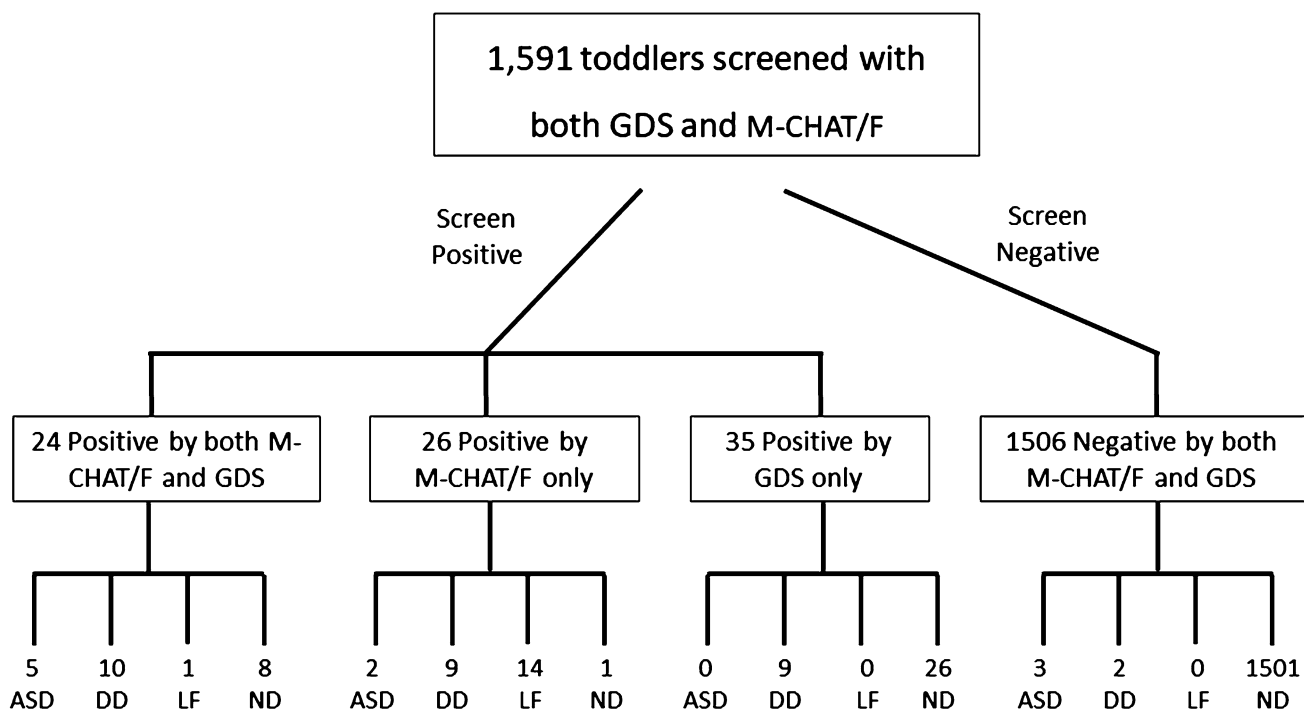 1,591 toddlers screened with
both GDS and M-CHAT/F
Screen
Positive
Screen
Negative
24 Positive by both M-
CHAT/F and GDS
26 Positive by
M-CHAT/F only
35 Positive by
GDS only
1506 Negative by both
M-CHAT/F and GDS
5 10 1 8 2 9 14 1 0 9 0 26 3 2 0 1501
ASD DD LF ND ASD DD LF ND ASD DD LF ND ASD DD LF ND